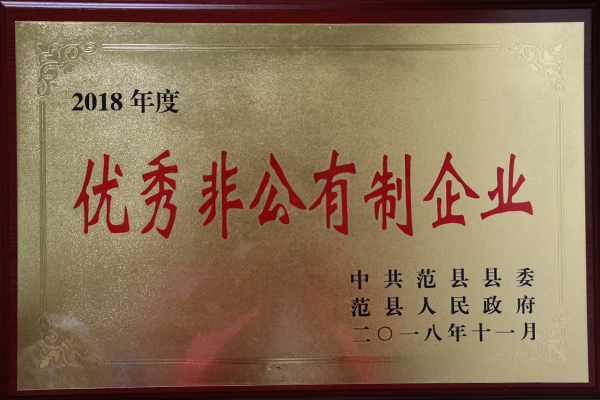 2018年度
优秀非公有制企业
中共范县县委
范县人民政府
二〇一八年十一月